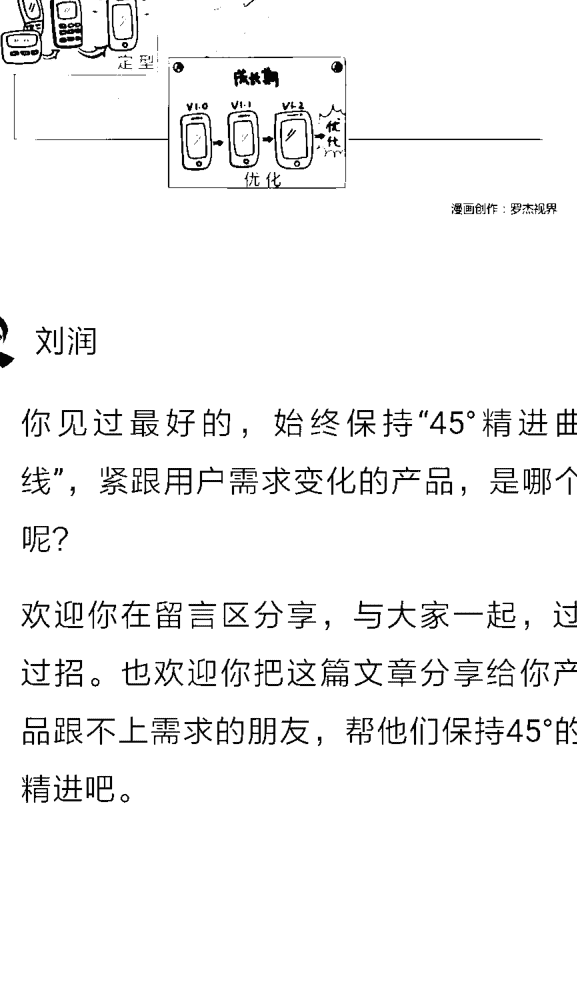 定型
成长期
V1.0 V1.1 V1.2
优化
优化
漫画创作：罗杰视界
刘润
你见过最好的，始终保持“45°精进曲
线”，紧跟用户需求变化的产品，是哪个
呢?
欢迎你在留言区分享，与大家一起，过
过招。也欢迎你把这篇文章分享给你产
品跟不上需求的朋友，帮他们保持45°的
精进吧。